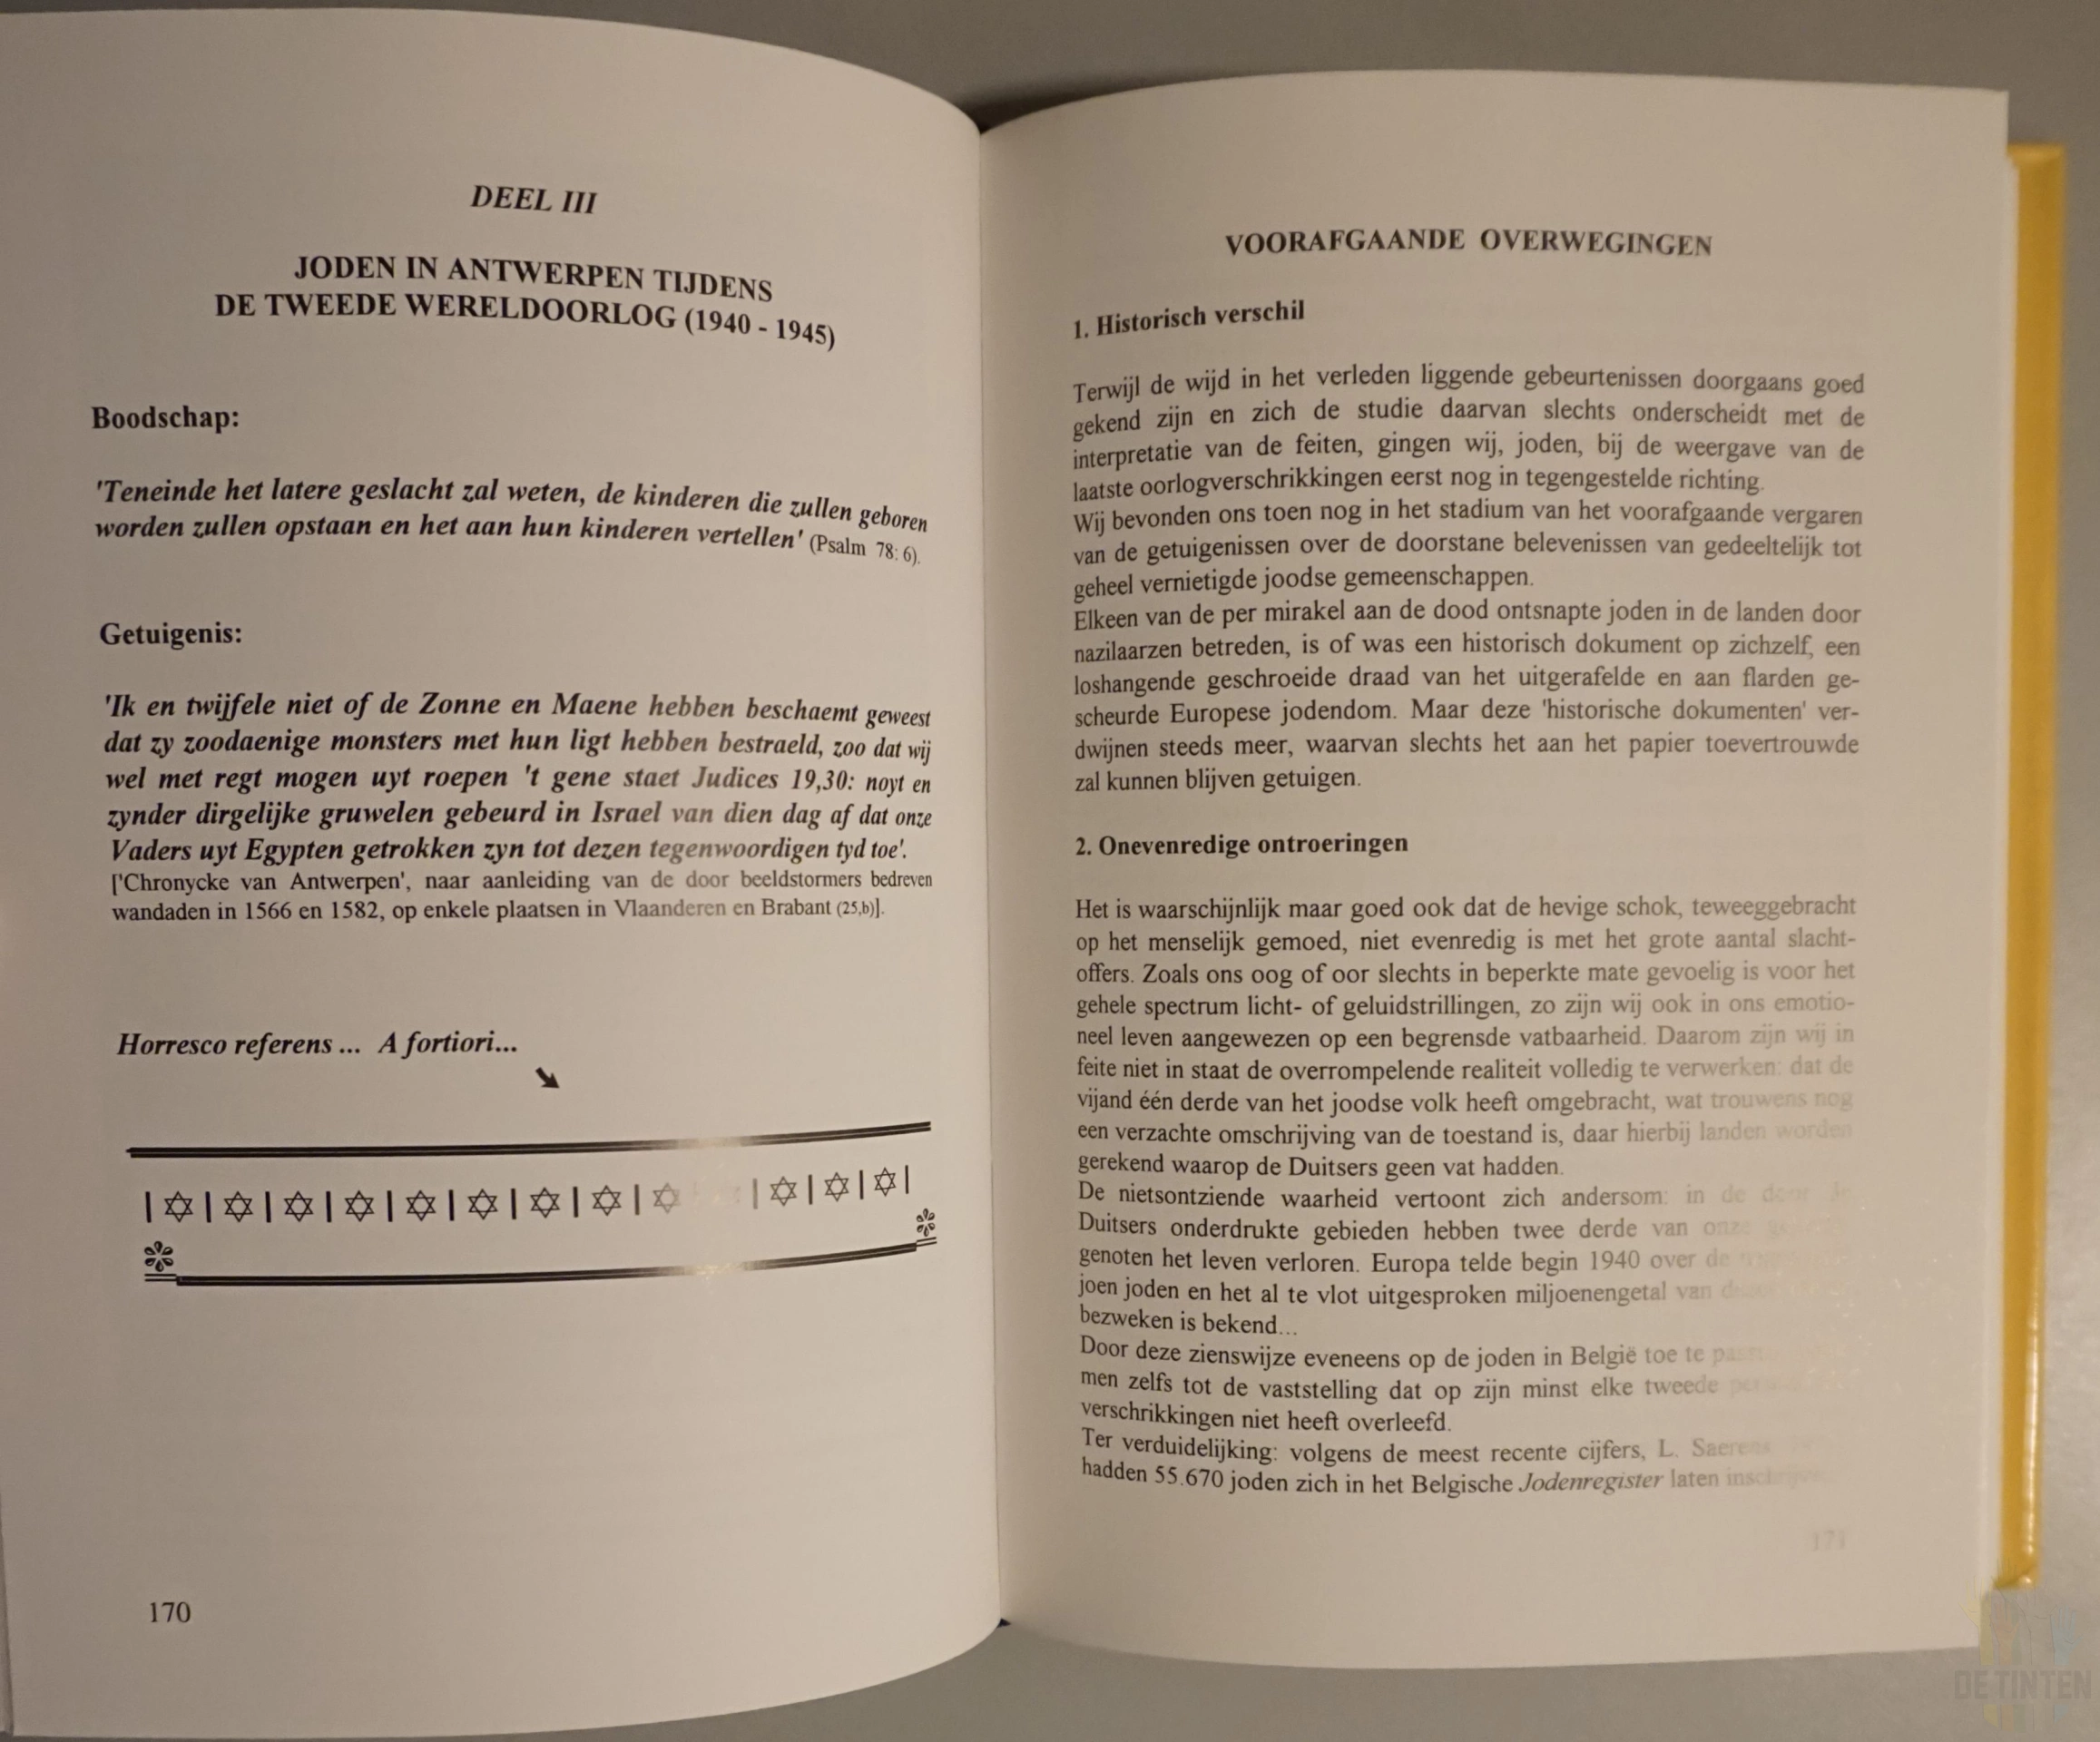 DEEL III
JODEN IN ANTWERPEN TIJDENS
DE TWEEDE WERELDOORLOG (1940 - 1945)
Boodschap:
'Teneinde het latere geslacht zal weten, de kinderen die zullen geboren
worden zullen opstaan en het aan hun kinderen vertellen' (Psalm 78: 6).
Getuigenis:
'Ik en twijfele niet of de Zonne en Maene hebben beschaemt geweest
dat zy zoodaenige monsters met hun ligt hebben bestraeld, zoo dat wij
wel met regt mogen uyt roepen 't gene staet Judices 19,30: noyt en
zynder dirgelijke gruwelen gebeurd in Israel van dien dag af dat onze
Vaders uyt Egypten getrokken zyn tot dezen tegenwoordigen tyd toe'.
['Chronycke van Antwerpen', naar aanleiding van de door beeldstormers bedreven
wandaden in 1566 en 1582, op enkele plaatsen in Vlaanderen en Brabant (25,b)].
Horresco referens ... A fortiori...
170
VOORAFGAANDE OVERWEGINGEN
1. Historisch verschil
Terwijl de wijd in het verleden liggende gebeurtenissen doorgaans goed
gekend zijn en zich de studie daarvan slechts onderscheidt met de
interpretatie van de feiten, gingen wij, joden, bij de weergave van de
laatste oorlogverschrikkingen eerst nog in tegengestelde richting.
Wij bevonden ons toen nog in het stadium van het voorafgaande vergaren
van de getuigenissen over de doorstane belevenissen van gedeeltelijk tot
geheel vernietigde joodse gemeenschappen.
Elkeen van de per mirakel aan de dood ontsnapte joden in de landen door
nazilaarzen betreden, is of was een historisch dokument op zichzelf, een
loshangende geschroeide draad van het uitgerafelde en aan flarden ge-
scheurde Europese jodendom. Maar deze 'historische dokumenten' ver-
dwijnen steeds meer, waarvan slechts het aan het papier toevertrouwde
zal kunnen blijven getuigen.
2. Onevenredige ontroeringen
Het is waarschijnlijk maar goed ook dat de hevige schok, teweeggebracht
op het menselijk gemoed, niet evenredig is met het grote aantal slacht-
offers. Zoals ons oog of oor slechts in beperkte mate gevoelig is voor het
gehele spectrum licht- of geluidstrillingen, zo zijn wij ook in ons emotio-
neel leven aangewezen op een begrensde vatbaarheid. Daarom zijn wij in
feite niet in staat de overrompelende realiteit volledig te verwerken: dat de
vijand één derde van het joodse volk heeft omgebracht, wat trouwens nog
een verzachte omschrijving van de toestand is, daar hierbij landen worden
gerekend waarop de Duitsers geen vat hadden.
De nietsontziende waarheid vertoont zich andersom: in de door de
Duitsers onderdrukte gebieden hebben twee derde van onze
genoten het leven verloren. Europa telde begin 1940 over de
joen joden en het al te vlot uitgesproken miljoenengetal van
bezweken is bekend...
Door deze zienswijze eveneens op de joden in België toe te
men zelfs tot de vaststelling dat op zijn minst elke tweede
verschrikkingen niet heeft overleefd.
Ter verduidelijking: volgens de meest recente cijfers, L. Saerens
hadden 55.670 joden zich in het Belgische Jodenregister laten inschrijven
171
DE TINTEN